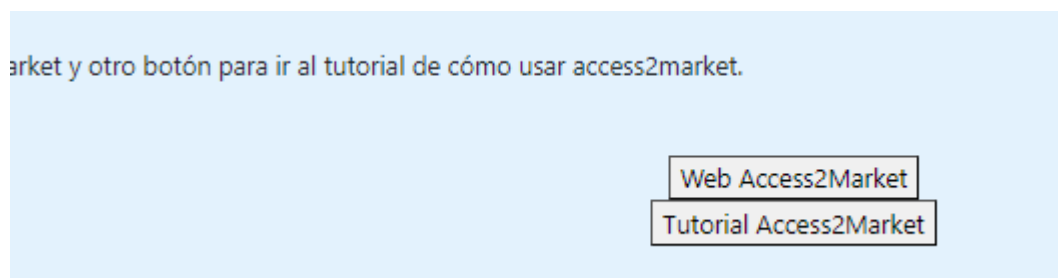 arket y otro botón para ir al tutorial de cómo usar access2market.
Web Access2Market
Tutorial Access2Market